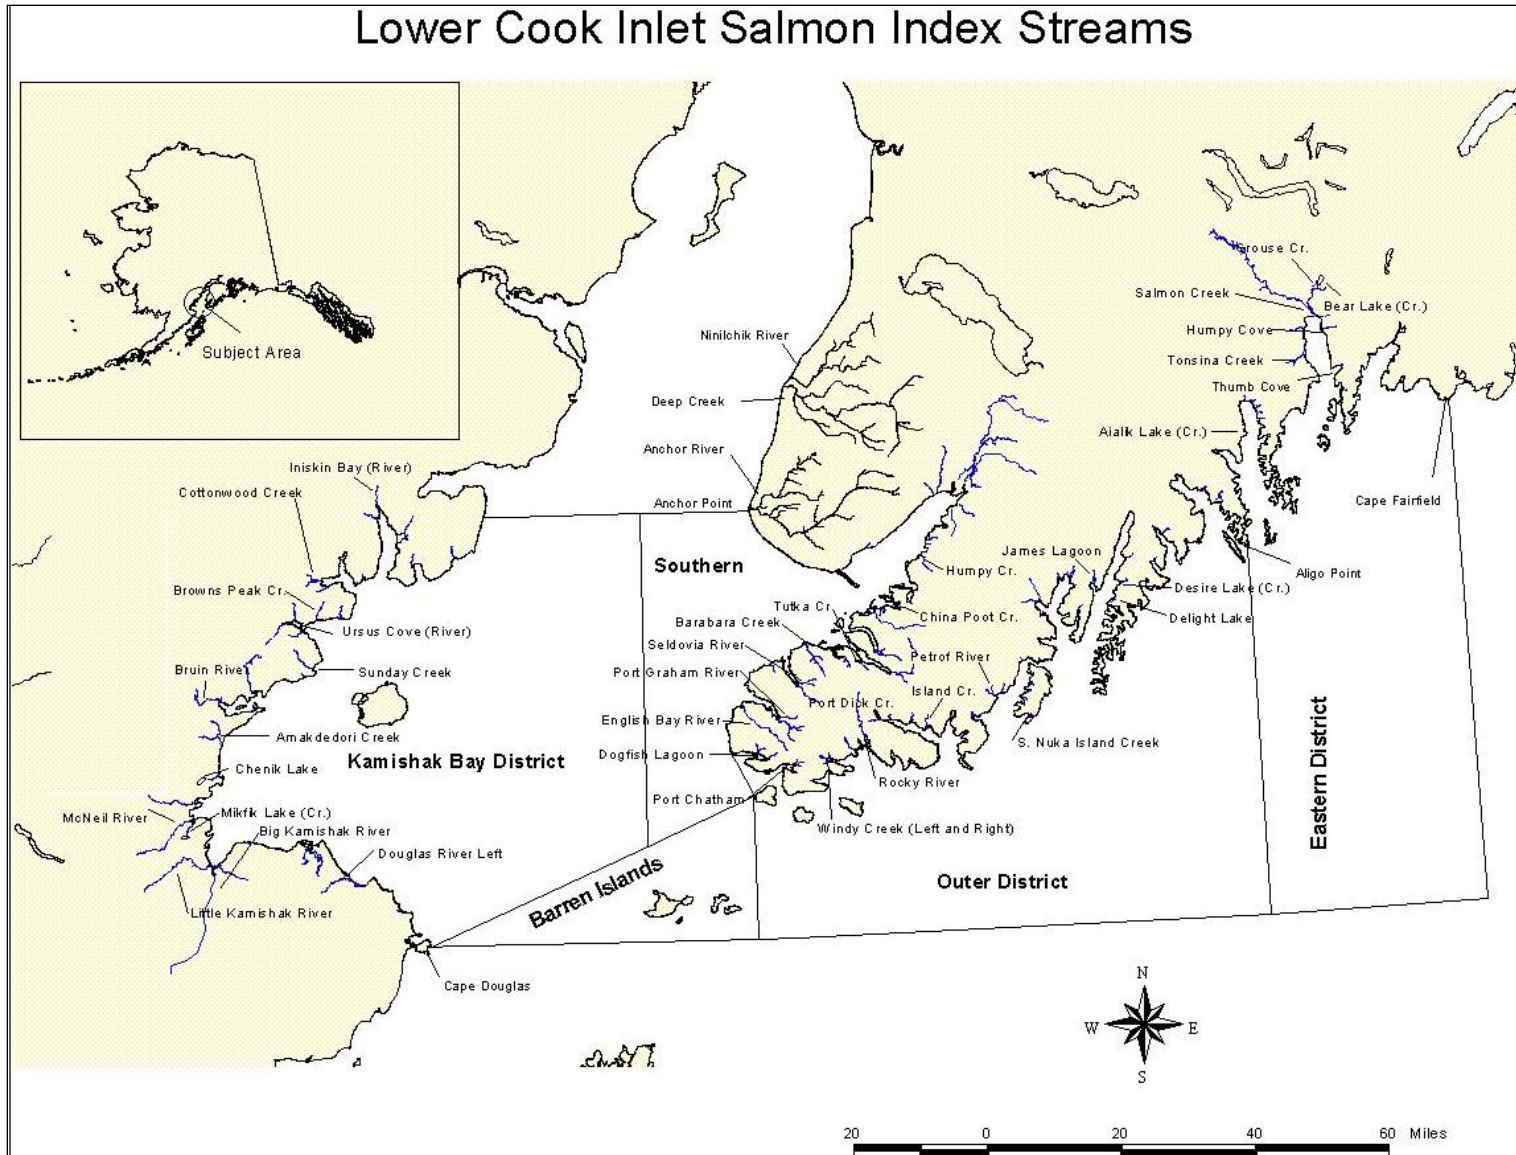 Lower Cook Inlet Salmon Index Streams
Subject Area
Grouse Cr.
Salmon Creek
Bear Lake (Cr.)
Humpy Cove
Tonsina Creek
Thumb Cove
Aialik Lake (Cr.)
Cape Fairfield
Aligo Point
Ninilchik River
Deep Creek
Anchor River
Anchor Point
Iniskin Bay (River)
Cottonwood Creek
Browns Peak Cr.
Ursus Cove (River)
Bruin River
Sunday Creek
Amakdedori Creek
Chenik Lake
Kamishak Bay District
McNeil River
Mikfik Lake (Cr.)
Big Kamishak River
Douglas River Left
Little Kamishak River
Cape Douglas
Southern
James Lagoon
Humpy Cr.
Desire Lake (Cr.)
Delight Lake
Tutka Cr.
China Poot Cr.
Barabara Creek
Seldovia River
Petrof River
Port Graham River
Island Cr.
Port Dick Cr.
English Bay River
S. Nuka Island Creek
Dogfish Lagoon
Rocky River
Port Chatham
Windy Creek (Left and Right)
Barren Islands
Outer District
Eastern District
N
W
E
S
20 0 20 40 60 Miles